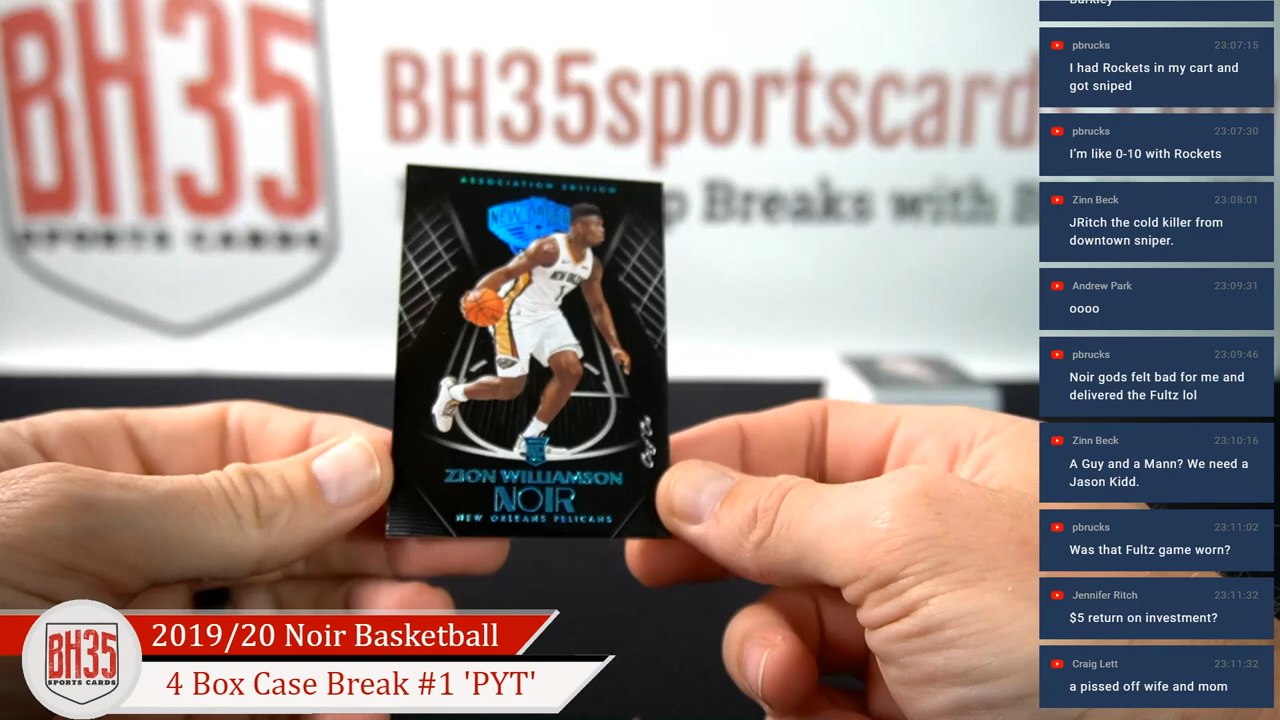 BH35
SPORTS CARDS
BH35sportscard
p Breaks with
ASSOCIATION EDITION
NEW ORLEANS
ZION WILLIAMSON
NOIR
NEW ORLEANS PELICANS
BH35
SPORTS CARDS
2019/20 Noir Basketball
4 Box Case Break #1 'PYT'
Barkley
pbrucks 23:07:15
I had Rockets in my cart and
got sniped
pbrucks 23:07:30
I'm like 0-10 with Rockets
Zinn Beck 23:08:01
JRitch the cold killer from
downtown sniper.
Andrew Park 23:09:31
oooo
pbrucks 23:09:46
Noir gods felt bad for me and
delivered the Fultz lol
Zinn Beck 23:10:16
A Guy and a Mann? We need a
Jason Kidd.
pbrucks 23:11:02
Was that Fultz game worn?
Jennifer Ritch 23:11:32
$5 return on investment?
Craig Lett 23:11:32
a pissed off wife and mom